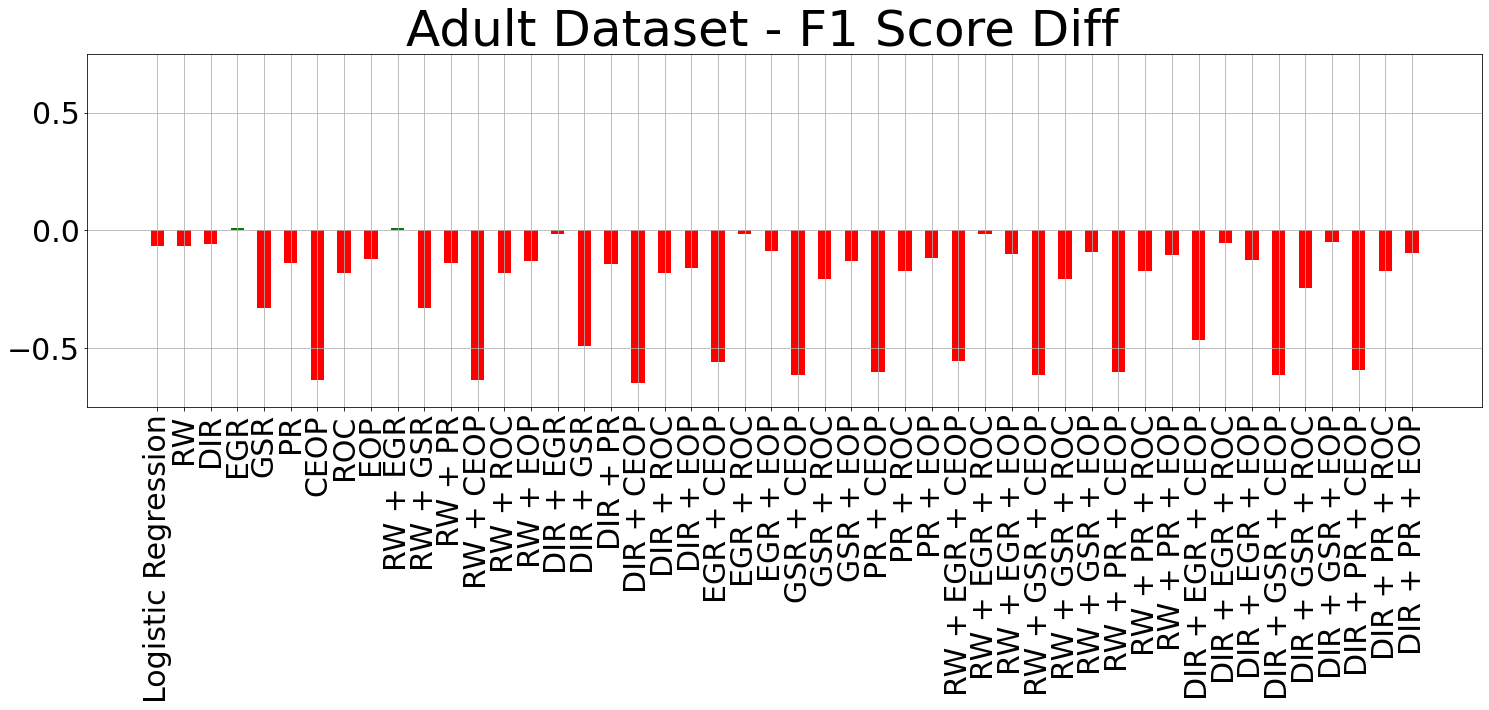 Adult Dataset - F1 Score Diff
0.5
0.0
−0.5
Logistic Regression
RW
DIR
EGR
GSR
PR
CEOP
ROC
EOP
RW + EGR
RW + GSR
RW + PR
RW + CEOP
RW + ROC
RW + EOP
DIR + EGR
DIR + GSR
DIR + PR
DIR + CEOP
DIR + ROC
DIR + EOP
EGR + CEOP
EGR + ROC
EGR + EOP
GSR + CEOP
GSR + ROC
GSR + EOP
PR + CEOP
PR + ROC
PR + EOP
RW + EGR + CEOP
RW + EGR + ROC
RW + EGR + EOP
RW + GSR + CEOP
RW + GSR + ROC
RW + GSR + EOP
RW + PR + CEOP
RW + PR + ROC
RW + PR + EOP
DIR + EGR + CEOP
DIR + EGR + ROC
DIR + EGR + EOP
DIR + GSR + CEOP
DIR + GSR + ROC
DIR + GSR + EOP
DIR + PR + CEOP
DIR + PR + ROC
DIR + PR + EOP